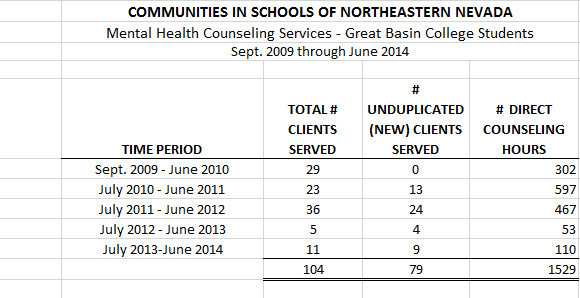 COMMUNITIES IN SCHOOLS OF NORTHEASTERN NEVADA
Mental Health Counseling Services - Great Basin College Students
Sept. 2009 through June 2014
#
TOTAL # UNDUPLICATED # DIRECT
CLIENTS (NEW) CLIENTS COUNSELING
TIME PERIOD SERVED SERVED HOURS
Sept. 2009 - June 2010 29 0 302
July 2010 - June 2011 23 13 597
July 2011 - June 2012 36 24 467
July 2012 - June 2013 5 4 53
July 2013-June 2014 11 9 110
104 79 1529